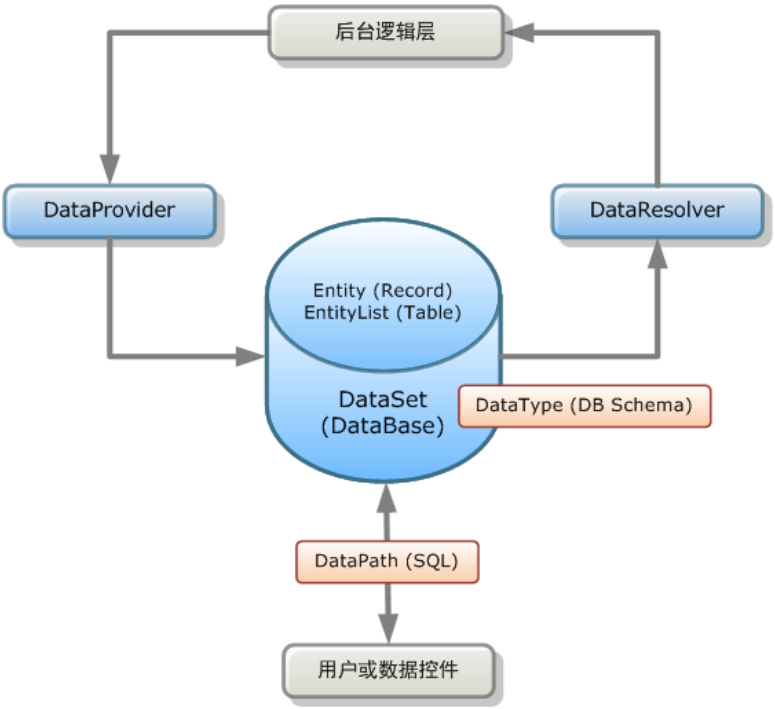 后台逻辑层
DataProvider
DataResolver
Entity (Record)
EntityList (Table)
DataSet
(DataBase)
DataType (DB Schema)
DataPath (SQL)
用户或数据控件